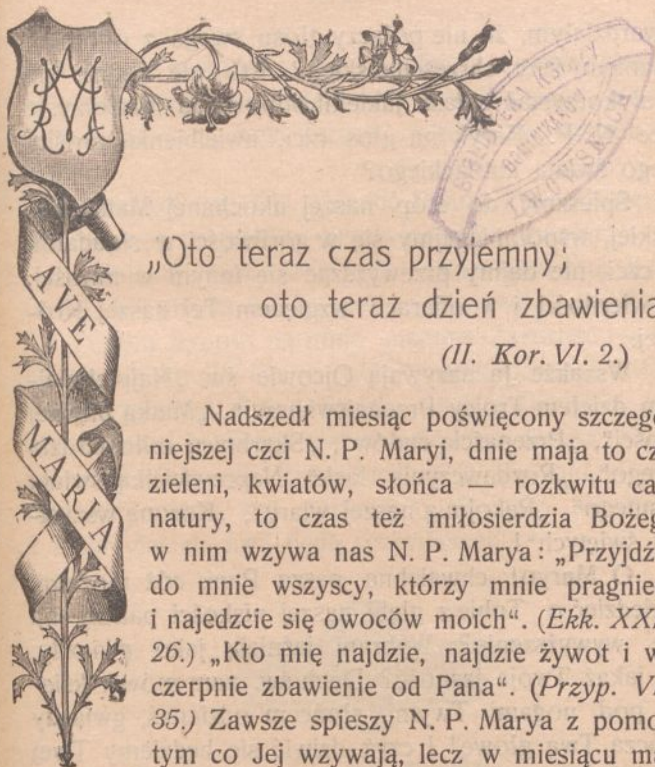 AVE
MARIA
„Oto teraz czas przyjemny;
oto teraz dzień zbawienia
(II. Kor. VI. 2.)
Nadszedł miesiąc poświęcony szczegó
niejszej czci N. P. Maryi, dnie maja to cz
zieleni, kwiatów, słońca — rozkwitu ca
natury, to czas też miłosierdzia Bożeg
w nim wzywa nas N. P. Marya: „Przyjdź
do mnie wszyscy, którzy mnie pragnie
i najedzcie się owoców moich“. (Ekk. XXI
26.) „Kto mię najdzie, najdzie żywot i w
czerpnie zbawienie od Pana“. (Przyp. VI
35.) Zawsze spieszy N. P. Marya z pomo
tym co Jej wzywają, lecz w miesiącu ma